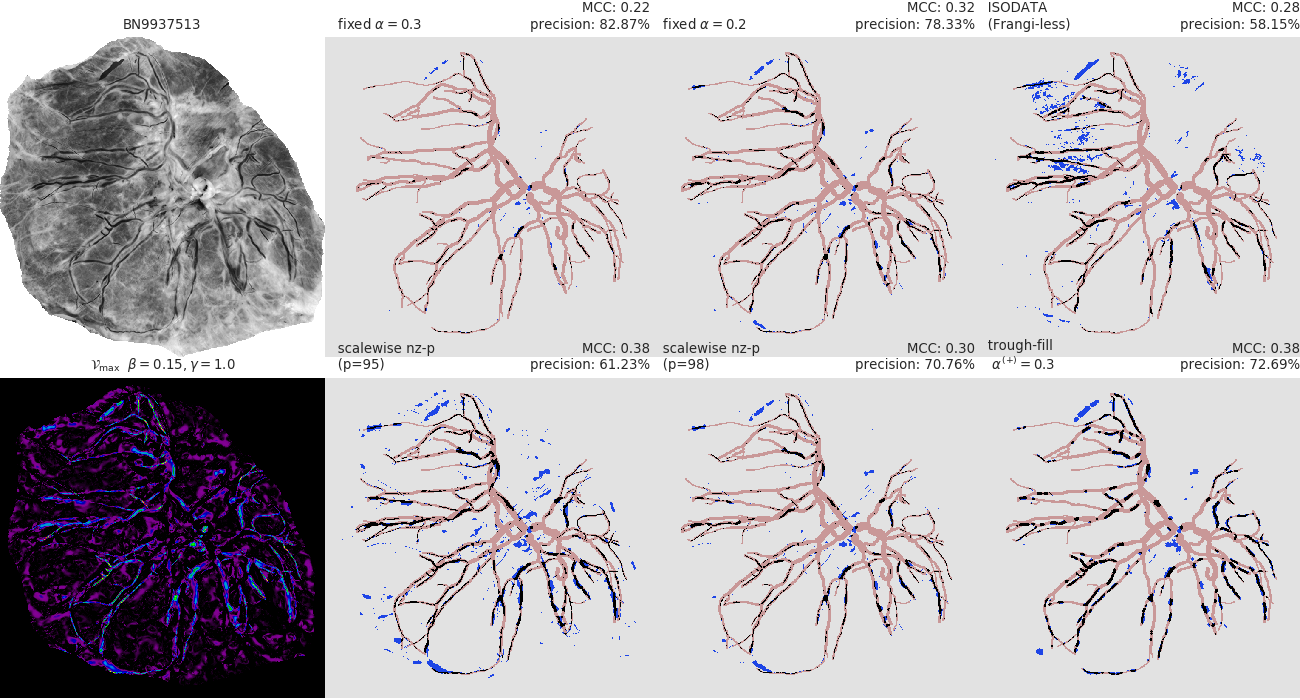 BN9937513
fixed α = 0.3
MCC: 0.22
precision: 82.87%
fixed α = 0.2
MCC: 0.32
precision: 78.33%
ISODATA
(Frangi-less)
MCC: 0.28
precision: 58.15%
𝒱max β = 0.15, γ = 1.0
scalewise nz-p
(p=95)
MCC: 0.38
precision: 61.23%
scalewise nz-p
(p=98)
MCC: 0.30
precision: 70.76%
trough-fill
α⁽⁺⁾ = 0.3
MCC: 0.38
precision: 72.69%